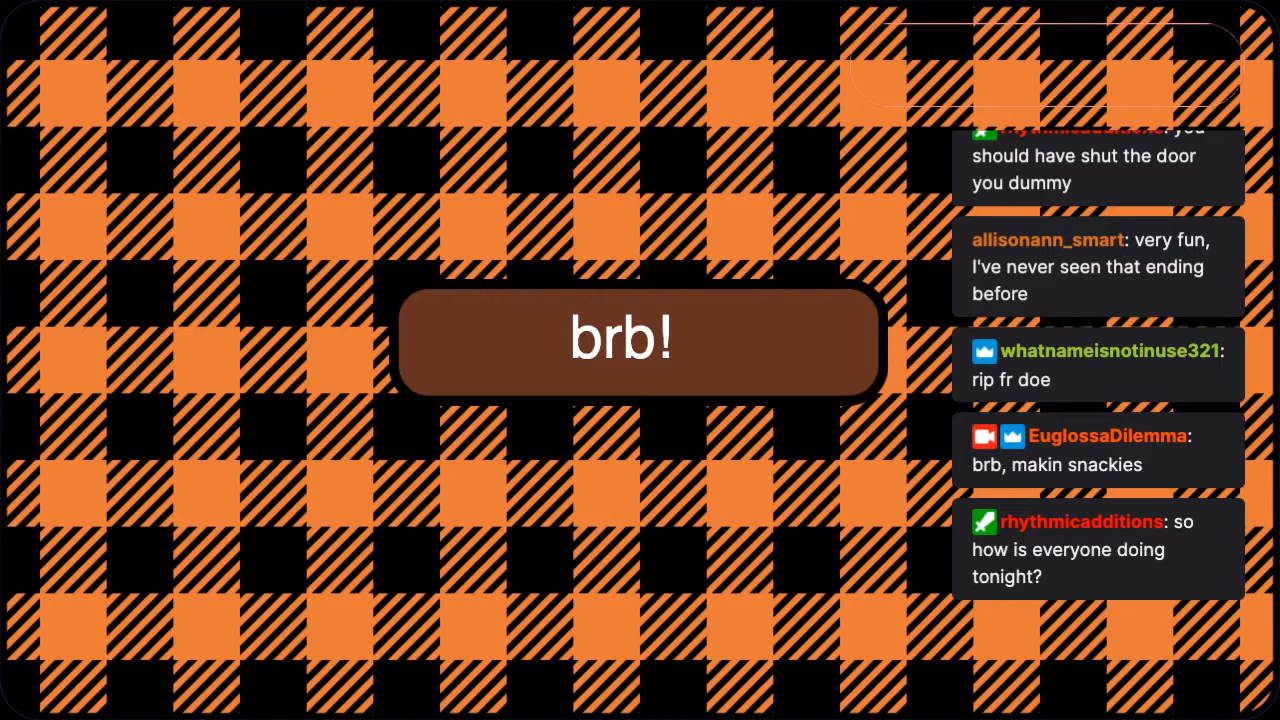 brb!
rhythmicadditions: you
should have shut the door
you dummy
allisonann_smart: very fun,
I've never seen that ending
before
whatnameisnotinuse321:
rip fr doe
EuglossaDilemma:
brb, makin snackies
rhythmicadditions: so
how is everyone doing
tonight?